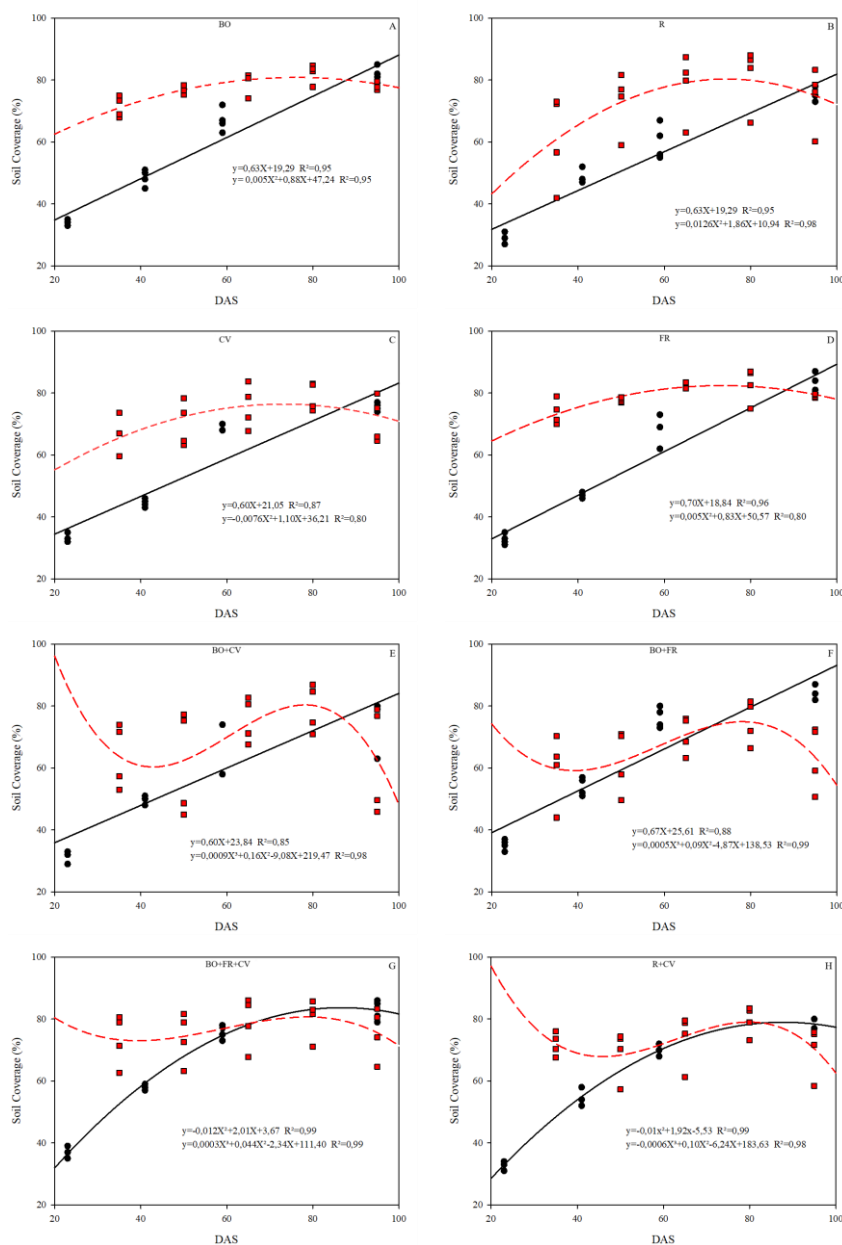 BO
A
100
80
60
40
20
Soil Coverage (%)
y=0,63X+19,29 R²=0,95
y= 0,005X²+0,88X+47,24 R²=0,95
20 40 60 80 100
DAS
R
B
100
80
60
40
20
Soil Coverage (%)
y=0,63X+19,29 R²=0,95
y=0,0126X²+1,86X+10,94 R²=0,98
20 40 60 80 100
DAS
CV
C
100
80
60
40
20
Soil Coverage (%)
y=0,60X+21,05 R²=0,87
y=-0,0076X²+1,10X+36,21 R²=0,80
20 40 60 80 100
DAS
FR
D
100
80
60
40
20
Soil Coverage (%)
y=0,70X+18,84 R²=0,96
y=0,005X²+0,83X+50,57 R²=0,80
20 40 60 80 100
DAS
BO+CV
E
100
80
60
40
20
Soil Coverage (%)
y=0,60X+23,84 R²=0,85
y=0,0009X³+0,16X²-9,08X+219,47 R²=0,98
20 40 60 80 100
DAS
BO+FR
F
100
80
60
40
20
Soil Coverage (%)
y=0,67X+25,61 R²=0,88
y=0,0005X³+0,09X²-4,87X+138,53 R²=0,99
20 40 60 80 100
DAS
BO+FR+CV
G
100
80
60
40
20
Soil Coverage (%)
y=-0,012X²+2,01X+3,67 R²=0,99
y=0,0003X³+0,044X²-2,34X+111,40 R²=0,99
20 40 60 80 100
DAS
R+CV
H
100
80
60
40
20
Soil Coverage (%)
y=-0,01x²+1,92x-5,53 R²=0,99
y=-0,0006X³+0,10X²-6,24X+183,63 R²=0,98
20 40 60 80 100
DAS